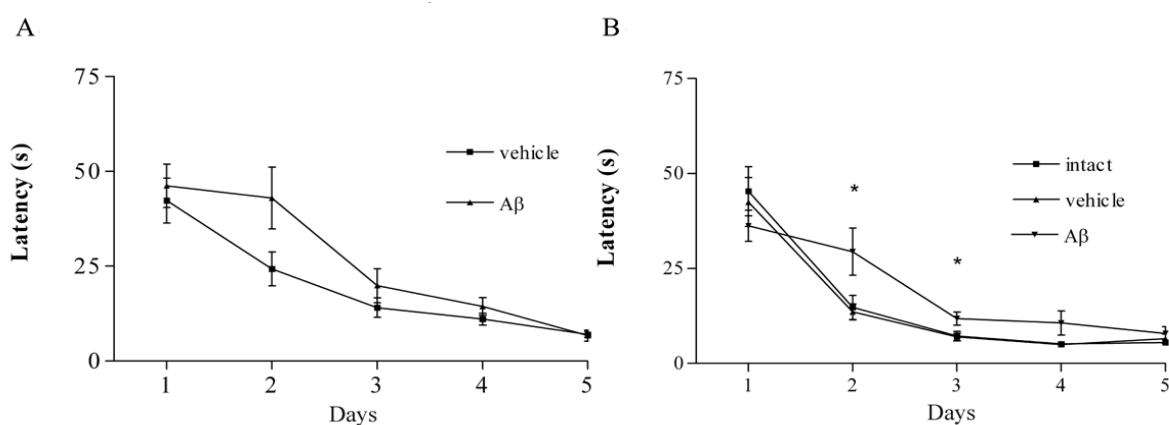 A
B
75
50
25
0
Latency (s)
vehicle
Aβ
1 2 3 4 5
Days
75
50
25
0
Latency (s)
intact
vehicle
Aβ
*
*
1 2 3 4 5
Days